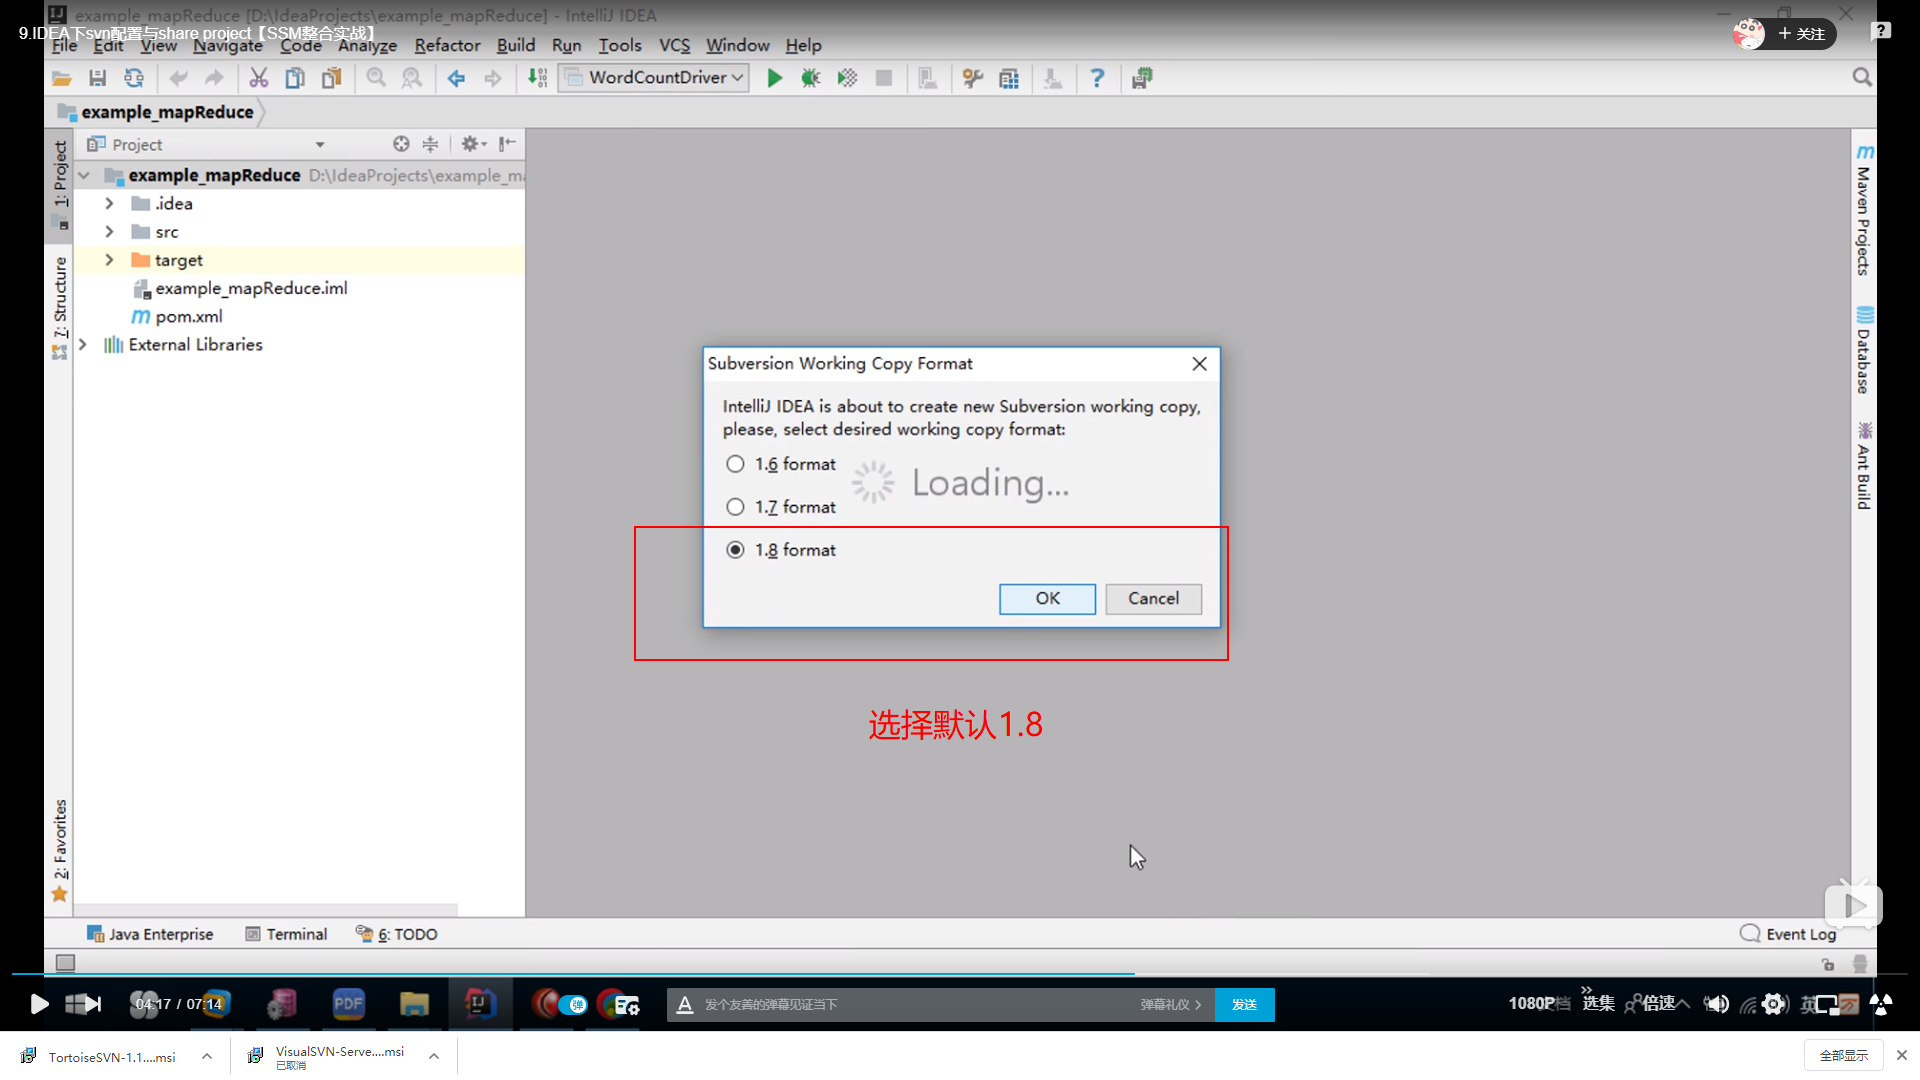 example_mapReduce [D:\IdeaProjects\example_mapReduce] - IntelliJ IDEA
9.IDEA下svn配置与share project【SSM整合实战】
+ 关注
File Edit View Navigate Code Analyze Refactor Build Run Tools VCS Window Help
WordCountDriver
example_mapReduce
1: Project
Project
example_mapReduce D:\IdeaProjects\example_ma
.idea
src
target
example_mapReduce.iml
pom.xml
External Libraries
7: Structure
2: Favorites
Maven Projects
Database
Ant Build
Subversion Working Copy Format
IntelliJ IDEA is about to create new Subversion working copy,
please, select desired working copy format:
1.6 format
Loading...
1.7 format
1.8 format
OK Cancel
选择默认1.8
Java Enterprise Terminal 6: TODO Event Log
04:17 / 07:14
PDF
弹
发个友善的弹幕见证当下
弹幕礼仪
发送
1080P 选集 倍速
英
TortoiseSVN-1.1....msi
VisualSVN-Serve....msi
已取消
全部显示